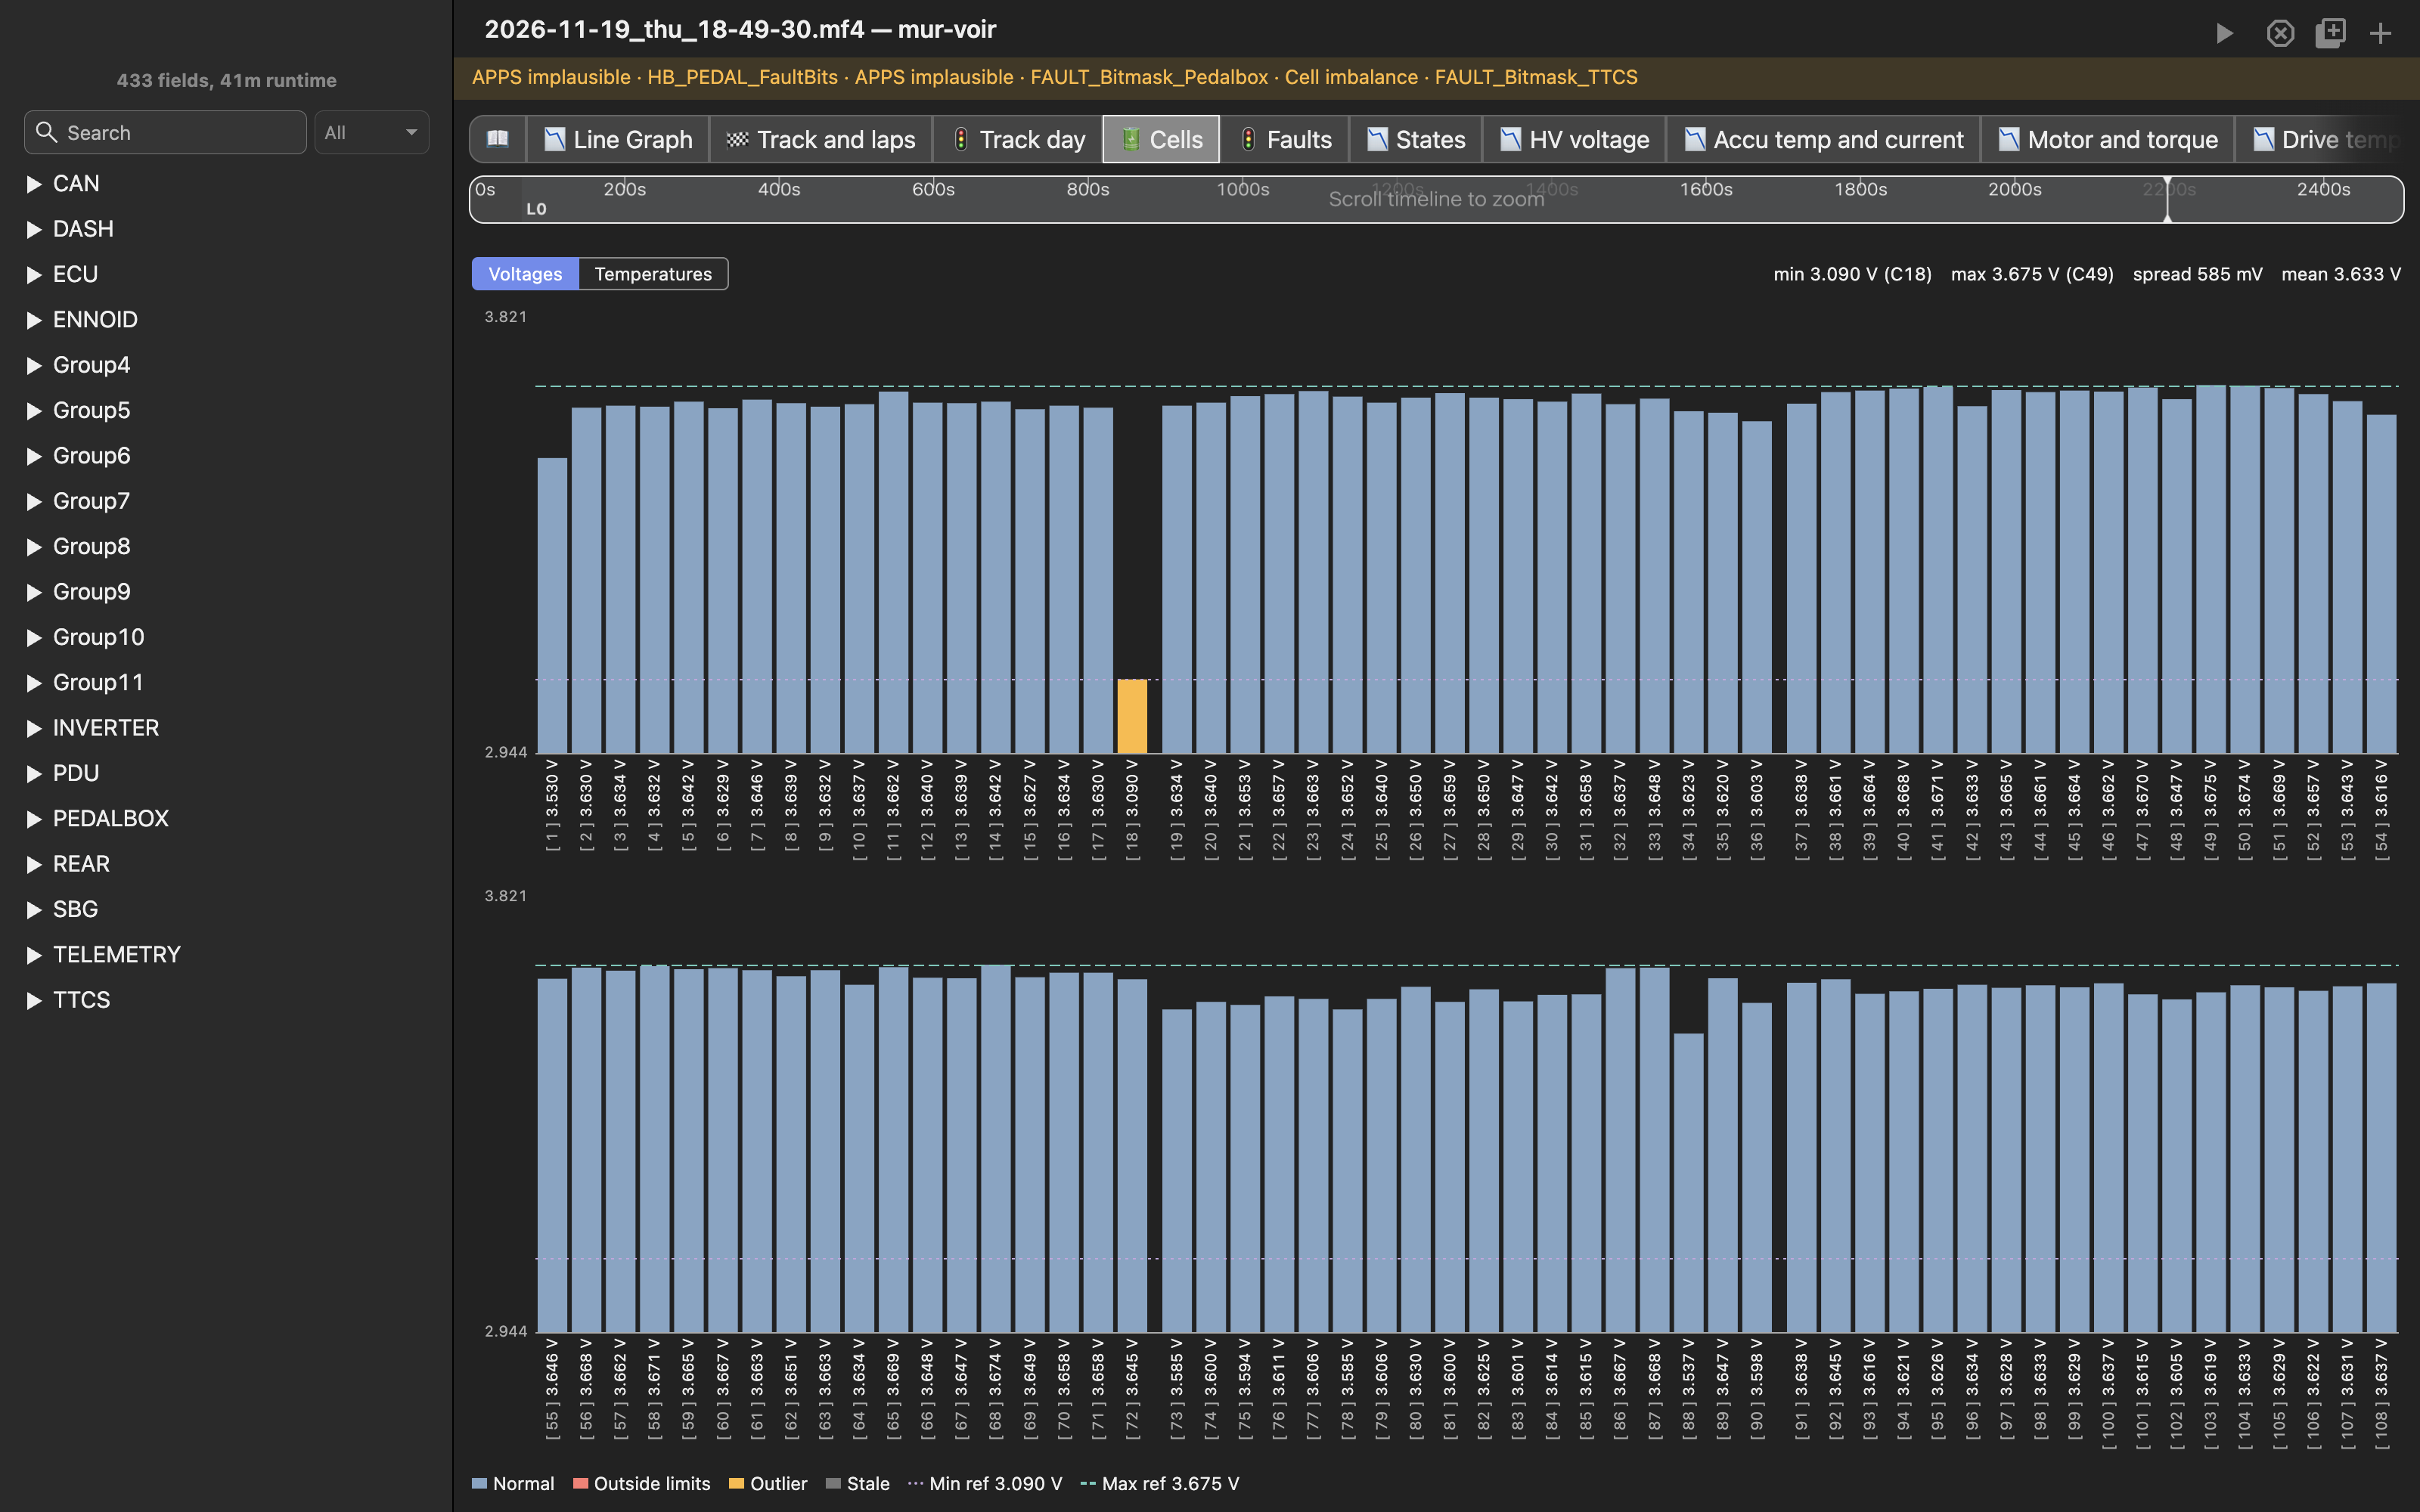 2026-11-19_thu_18-49-30.mf4 — mur-voir
433 fields, 41m runtime
APPS implausible · HB_PEDAL_FaultBits · APPS implausible · FAULT_Bitmask_Pedalbox · Cell imbalance · FAULT_Bitmask_TTCS
Search
All
CAN
DASH
ECU
ENNOID
Group4
Group5
Group6
Group7
Group8
Group9
Group10
Group11
INVERTER
PDU
PEDALBOX
REAR
SBG
TELEMETRY
TTCS
Line Graph Track and laps Track day Cells Faults States HV voltage Accu temp and current Motor and torque Drive temp
0s 200s 400s 600s 800s 1000s 1200s 1400s 1600s 1800s 2000s 2200s 2400s
L0
Scroll timeline to zoom
Voltages Temperatures
min 3.090 V (C18) max 3.675 V (C49) spread 585 mV mean 3.633 V
3.821
2.944
[ 1 ] 3.530 V
[ 2 ] 3.630 V
[ 3 ] 3.634 V
[ 4 ] 3.632 V
[ 5 ] 3.642 V
[ 6 ] 3.629 V
[ 7 ] 3.646 V
[ 8 ] 3.639 V
[ 9 ] 3.632 V
[ 10 ] 3.637 V
[ 11 ] 3.662 V
[ 12 ] 3.640 V
[ 13 ] 3.639 V
[ 14 ] 3.642 V
[ 15 ] 3.627 V
[ 16 ] 3.634 V
[ 17 ] 3.630 V
[ 18 ] 3.090 V
[ 19 ] 3.634 V
[ 20 ] 3.640 V
[ 21 ] 3.653 V
[ 22 ] 3.657 V
[ 23 ] 3.663 V
[ 24 ] 3.652 V
[ 25 ] 3.640 V
[ 26 ] 3.650 V
[ 27 ] 3.659 V
[ 28 ] 3.650 V
[ 29 ] 3.647 V
[ 30 ] 3.642 V
[ 31 ] 3.658 V
[ 32 ] 3.637 V
[ 33 ] 3.648 V
[ 34 ] 3.623 V
[ 35 ] 3.620 V
[ 36 ] 3.603 V
[ 37 ] 3.638 V
[ 38 ] 3.661 V
[ 39 ] 3.664 V
[ 40 ] 3.668 V
[ 41 ] 3.671 V
[ 42 ] 3.633 V
[ 43 ] 3.665 V
[ 44 ] 3.661 V
[ 45 ] 3.664 V
[ 46 ] 3.662 V
[ 47 ] 3.670 V
[ 48 ] 3.647 V
[ 49 ] 3.675 V
[ 50 ] 3.674 V
[ 51 ] 3.669 V
[ 52 ] 3.657 V
[ 53 ] 3.643 V
[ 54 ] 3.616 V
3.821
2.944
[ 55 ] 3.646 V
[ 56 ] 3.668 V
[ 57 ] 3.662 V
[ 58 ] 3.671 V
[ 59 ] 3.665 V
[ 60 ] 3.667 V
[ 61 ] 3.663 V
[ 62 ] 3.651 V
[ 63 ] 3.663 V
[ 64 ] 3.634 V
[ 65 ] 3.669 V
[ 66 ] 3.648 V
[ 67 ] 3.647 V
[ 68 ] 3.674 V
[ 69 ] 3.649 V
[ 70 ] 3.658 V
[ 71 ] 3.658 V
[ 72 ] 3.645 V
[ 73 ] 3.585 V
[ 74 ] 3.600 V
[ 75 ] 3.594 V
[ 76 ] 3.611 V
[ 77 ] 3.606 V
[ 78 ] 3.585 V
[ 79 ] 3.606 V
[ 80 ] 3.630 V
[ 81 ] 3.600 V
[ 82 ] 3.625 V
[ 83 ] 3.601 V
[ 84 ] 3.614 V
[ 85 ] 3.615 V
[ 86 ] 3.667 V
[ 87 ] 3.668 V
[ 88 ] 3.537 V
[ 89 ] 3.647 V
[ 90 ] 3.598 V
[ 91 ] 3.638 V
[ 92 ] 3.645 V
[ 93 ] 3.616 V
[ 94 ] 3.621 V
[ 95 ] 3.626 V
[ 96 ] 3.634 V
[ 97 ] 3.628 V
[ 98 ] 3.633 V
[ 99 ] 3.629 V
[ 100 ] 3.637 V
[ 101 ] 3.615 V
[ 102 ] 3.605 V
[ 103 ] 3.619 V
[ 104 ] 3.633 V
[ 105 ] 3.629 V
[ 106 ] 3.622 V
[ 107 ] 3.631 V
[ 108 ] 3.637 V
Normal Outside limits Outlier Stale Min ref 3.090 V Max ref 3.675 V